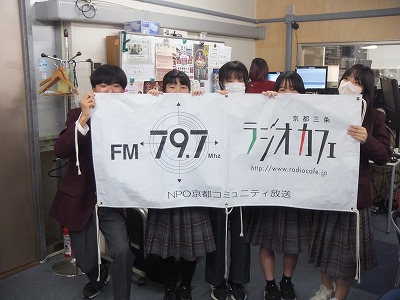 FM 79.7 Mhz
京都三条
ラジオカフェ
http://www.radiocafe.jp
NPO京都コミュニティ放送